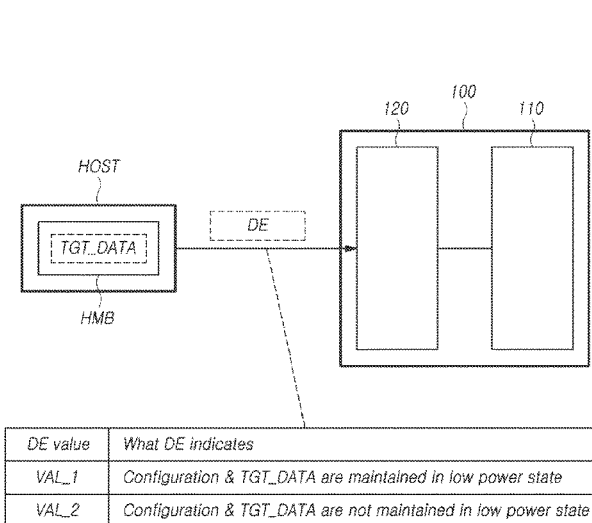 100
120
110
HOST
DE
TGT_DATA
HMB
DE value What DE indicates
VAL_1 Configuration & TGT_DATA are maintained in low power state
VAL_2 Configuration & TGT_DATA are not maintained in low power state